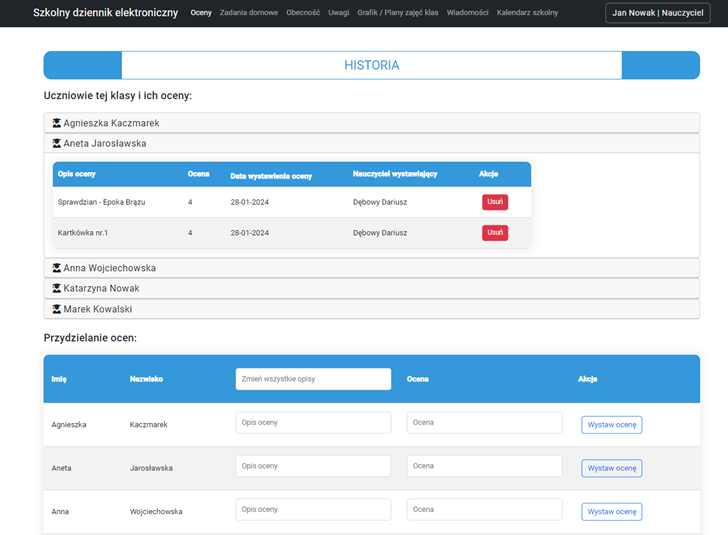 Szkolny dziennik elektroniczny Oceny Zadania domowe Obecność Uwagi Grafik / Plany zajęć klas Wiadomości Kalendarz szkolny Jan Nowak | Nauczyciel
HISTORIA
Uczniowie tej klasy i ich oceny:
Agnieszka Kaczmarek
Aneta Jarosławska
Opis oceny Ocena Data wystawienia oceny Nauczyciel wystawiający Akcje
Sprawdzian - Epoka Brązu 4 28-01-2024 Dębowy Dariusz Usuń
Kartkówka nr.1 4 28-01-2024 Dębowy Dariusz Usuń
Anna Wojciechowska
Katarzyna Nowak
Marek Kowalski
Przydzielanie ocen:
Imię Nazwisko Zmień wszystkie opisy Ocena Akcje
Agnieszka Kaczmarek Opis oceny Ocena Wystaw ocenę
Aneta Jarosławska Opis oceny Ocena Wystaw ocenę
Anna Wojciechowska Opis oceny Ocena Wystaw ocenę